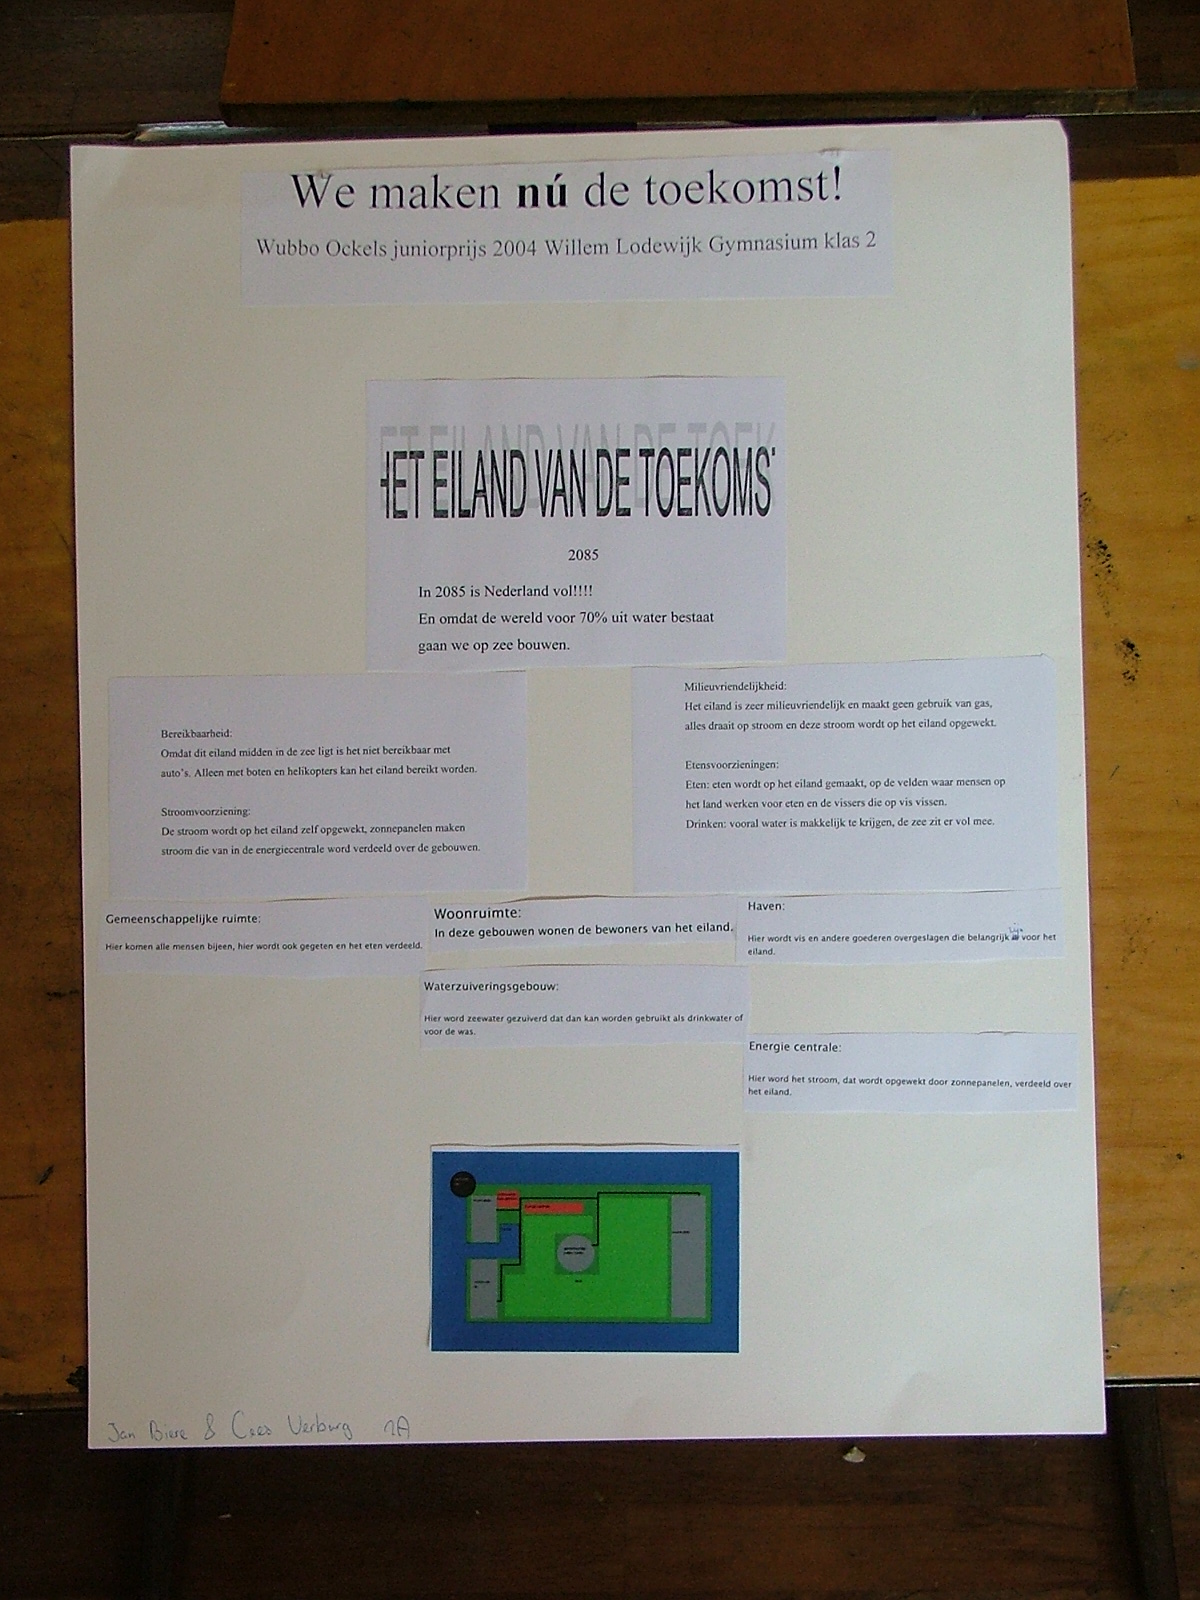 We maken nú de toekomst!
Wubbo Ockels juniorprijs 2004 Willem Lodewijk Gymnasium klas 2
HET EILAND VAN DE TOEKOMST
2085
In 2085 is Nederland vol!!!!
En omdat de wereld voor 70% uit water bestaat
gaan we op zee bouwen.
Bereikbaarheid:
Omdat dit eiland midden in de zee ligt is het niet bereikbaar met
auto's. Alleen met boten en helikopters kan het eiland bereikt worden.
Stroomvoorziening:
De stroom wordt op het eiland zelf opgewekt, zonnepanelen maken
stroom die van in de energiecentrale word verdeeld over de gebouwen.
Milieuvriendelijkheid:
Het eiland is zeer milieuvriendelijk en maakt geen gebruik van gas,
alles draait op stroom en deze stroom wordt op het eiland opgewekt.
Etensvoorzieningen:
Eten: eten wordt op het eiland gemaakt, op de velden waar mensen op
het land werken voor eten en de vissers die op vis vissen.
Drinken: vooral water is makkelijk te krijgen, de zee zit er vol mee.
Gemeenschappelijke ruimte:
Hier komen alle mensen bijeen, hier wordt ook gegeten en het eten verdeeld.
Woonruimte:
In deze gebouwen wonen de bewoners van het eiland.
Haven:
Hier wordt vis en andere goederen overgeslagen die belangrijk zijn voor het
eiland.
Waterzuiveringsgebouw:
Hier word zeewater gezuiverd dat dan kan worden gebruikt als drinkwater of
voor de was.
Energie centrale:
Hier word het stroom, dat wordt opgewekt door zonnepanelen, verdeeld over
het eiland.
Jan Biere & Cees Verburg 2A